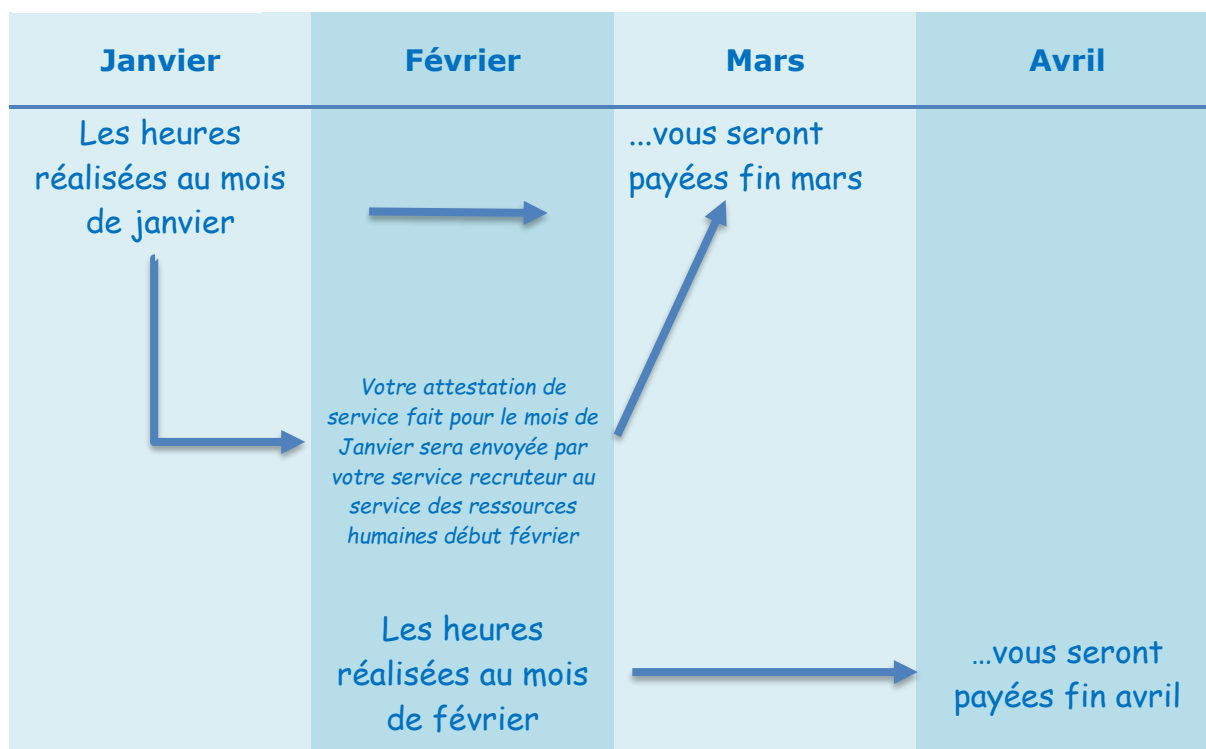 Janvier
Février
Mars
Avril
Les heures
réalisées au mois
de janvier
...vous seront
payées fin mars
Votre attestation de
service fait pour le mois de
Janvier sera envoyée par
votre service recruteur au
service des ressources
humaines début février
Les heures
réalisées au mois
de février
...vous seront
payées fin avril